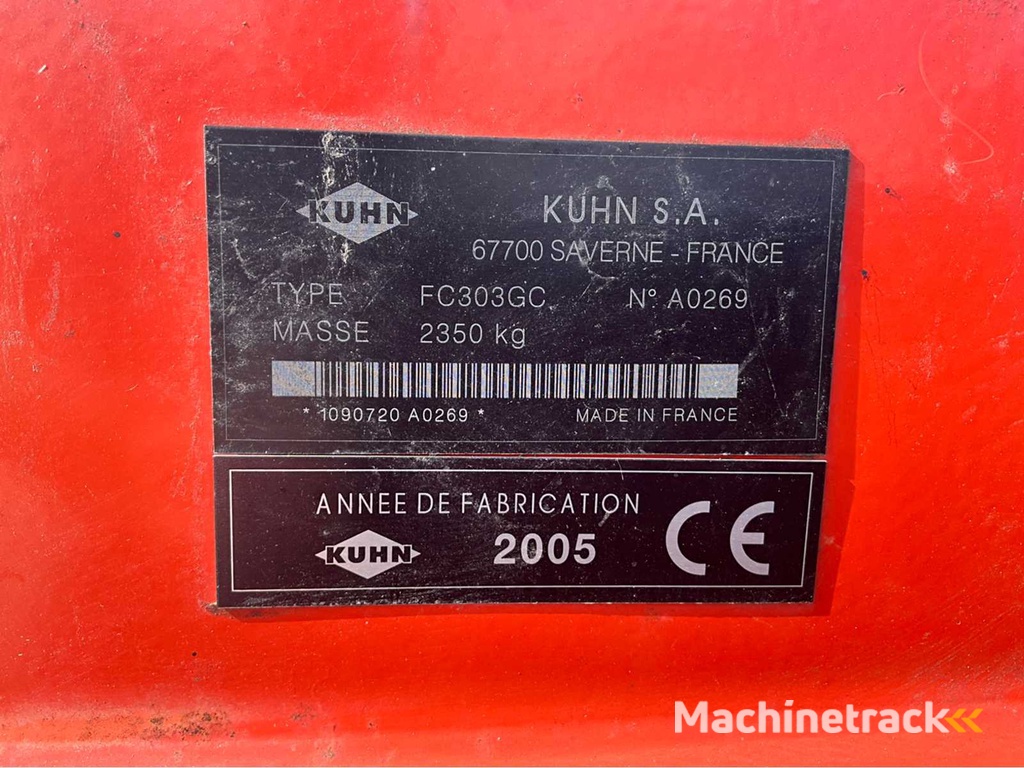 KUHN
KUHN S.A.
67700 SAVERNE - FRANCE
TYPE FC303GC N° A0269
MASSE 2350 kg
* 1090720 A0269 * MADE IN FRANCE
ANNEE DE FABRICATION
KUHN 2005 CE
Machinetrack